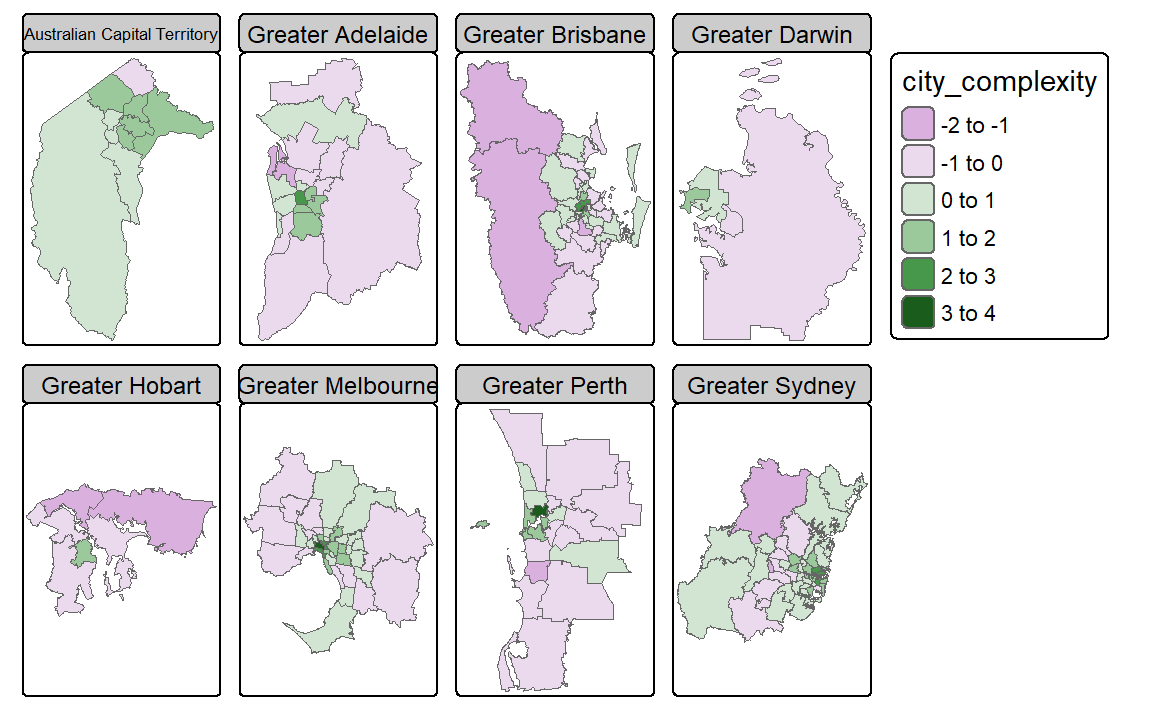 Australian Capital Territory
Greater Adelaide
Greater Brisbane
Greater Darwin
city_complexity
-2 to -1
-1 to 0
0 to 1
1 to 2
2 to 3
3 to 4
Greater Hobart
Greater Melbourne
Greater Perth
Greater Sydney